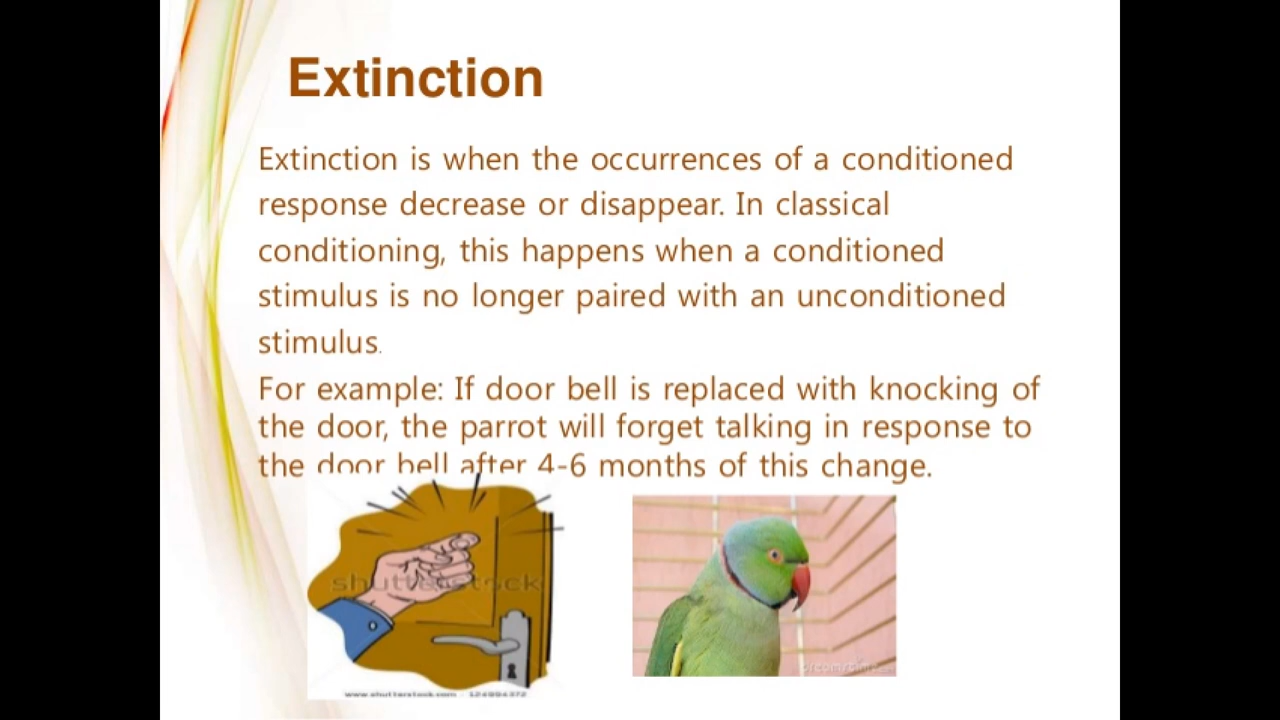 Extinction
Extinction is when the occurrences of a conditioned
response decrease or disappear. In classical
conditioning, this happens when a conditioned
stimulus is no longer paired with an unconditioned
stimulus.
For example: If door bell is replaced with knocking of
the door, the parrot will forget talking in response to
the door bell after 4-6 months of this change.
shutterstock
www.shutterstock.com · 124994372